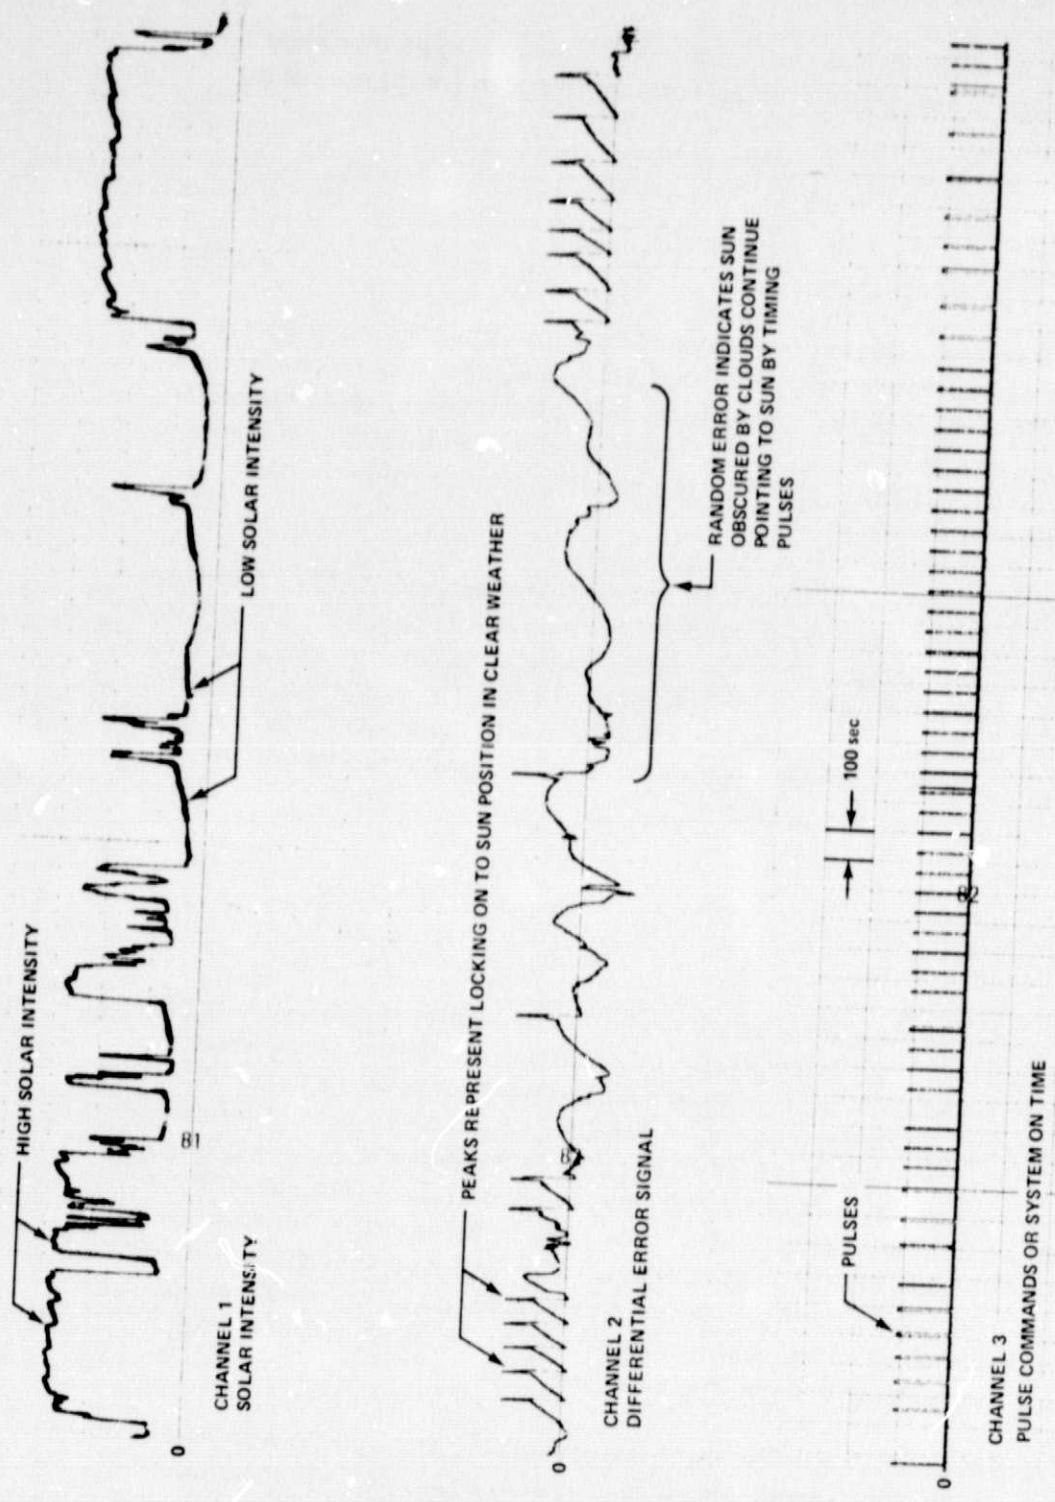 HIGH SOLAR INTENSITY
LOW SOLAR INTENSITY
81
0
CHANNEL 1
SOLAR INTENSITY
PEAKS REPRESENT LOCKING ON TO SUN POSITION IN CLEAR WEATHER
RANDOM ERROR INDICATES SUN
OBSCURED BY CLOUDS CONTINUE
POINTING TO SUN BY TIMING
PULSES
0
CHANNEL 2
DIFFERENTIAL ERROR SIGNAL
100 sec
PULSES
82
0
CHANNEL 3
PULSE COMMANDS OR SYSTEM ON TIME